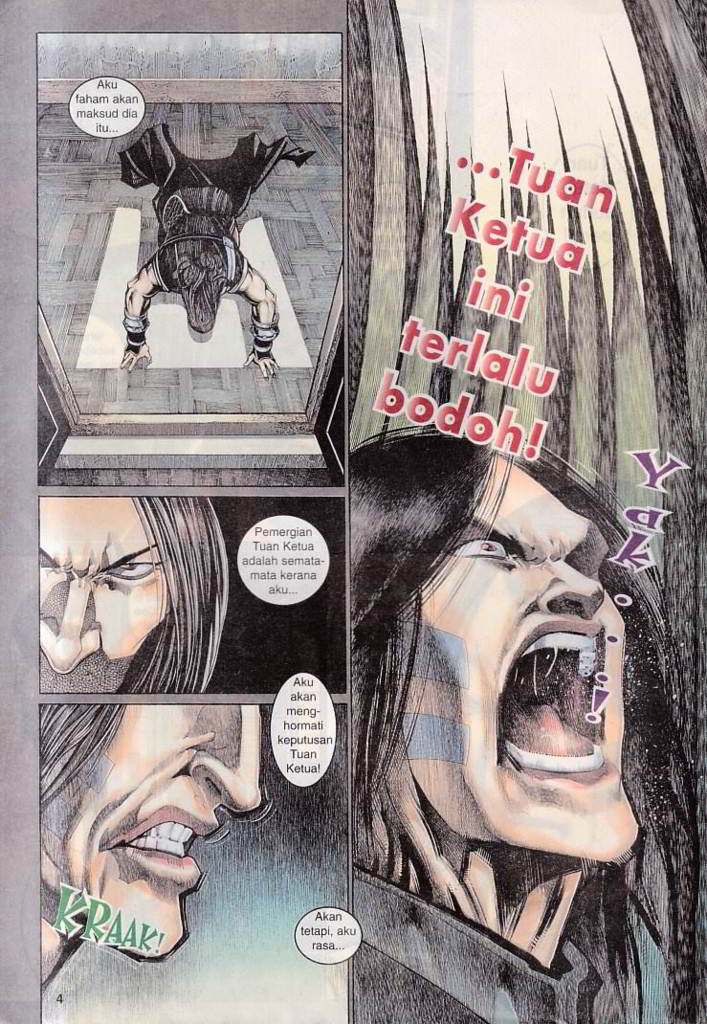 Aku
faham akan
maksud dia
itu...
Pemergian
Tuan Ketua
adalah semata-
mata kerana
aku...
Aku
akan
meng-
hormati
keputusan
Tuan
Ketua!
KRAAK!
Akan
tetapi, aku
rasa...
...Tuan
Ketua
ini
terlalu
bodoh!
Yak...!
4